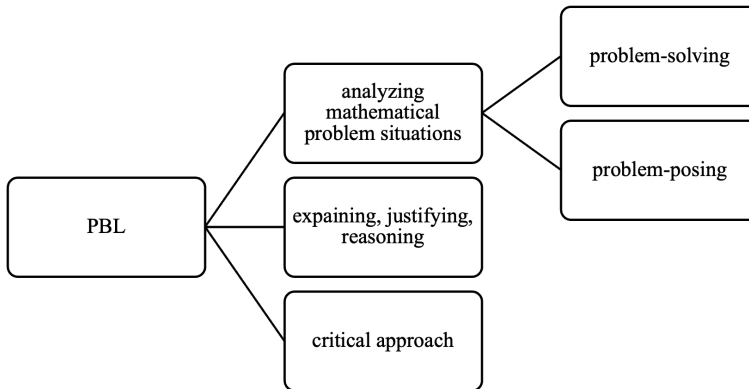 PBL
analyzing
mathematical
problem situations
expaining, justifying,
reasoning
critical approach
problem-solving
problem-posing